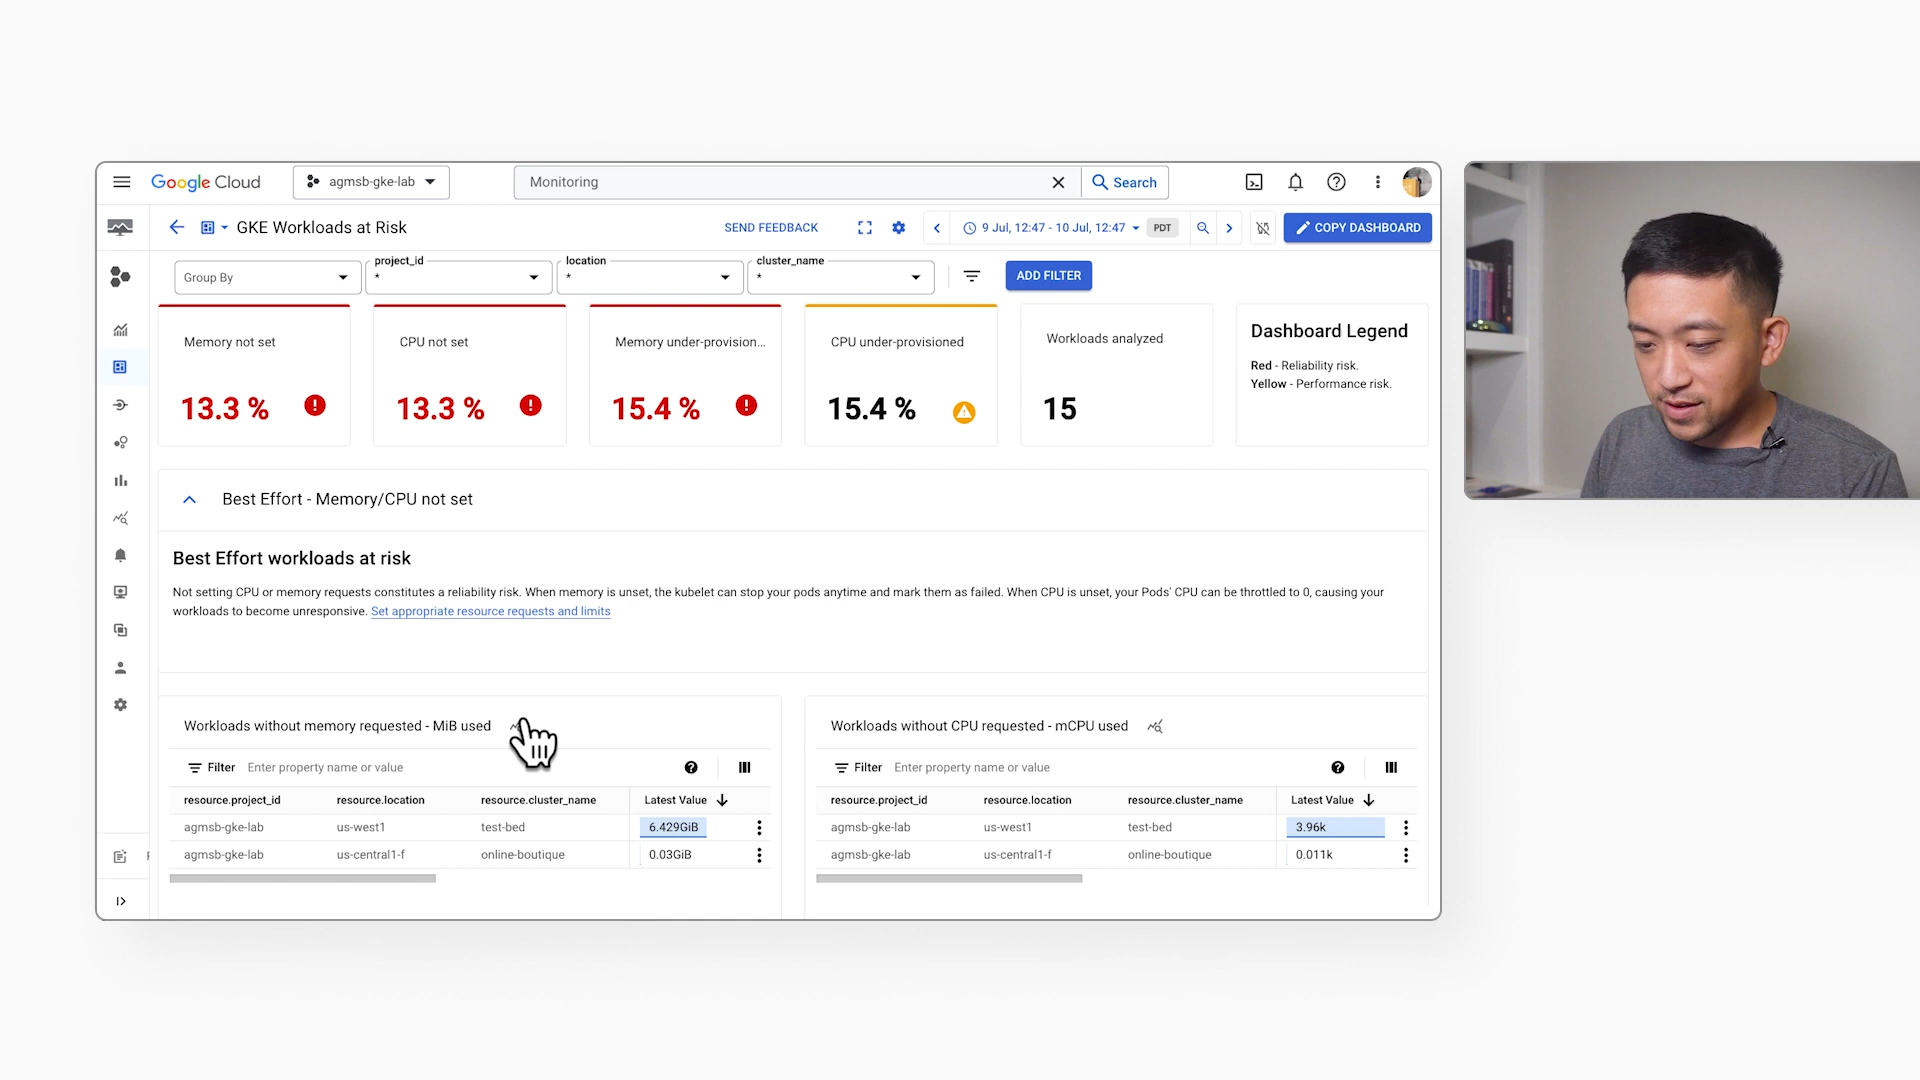 Google Cloud
agmsb-gke-lab
Monitoring
Search
GKE Workloads at Risk
SEND FEEDBACK
9 Jul, 12:47 - 10 Jul, 12:47
PDT
COPY DASHBOARD
Group By
project_id
*
location
*
cluster_name
*
ADD FILTER
Memory not set
13.3 %
CPU not set
13.3 %
Memory under-provision...
15.4 %
CPU under-provisioned
15.4 %
Workloads analyzed
15
Dashboard Legend
Red - Reliability risk.
Yellow - Performance risk.
Best Effort - Memory/CPU not set
Best Effort workloads at risk
Not setting CPU or memory requests constitutes a reliability risk. When memory is unset, the kubelet can stop your pods anytime and mark them as failed. When CPU is unset, your Pods' CPU can be throttled to 0, causing your
workloads to become unresponsive. Set appropriate resource requests and limits
Workloads without memory requested - MiB used
Filter Enter property name or value
resource.project_id resource.location resource.cluster_name Latest Value
agmsb-gke-lab us-west1 test-bed 6.429GiB
agmsb-gke-lab us-central1-f online-boutique 0.03GiB
Workloads without CPU requested - mCPU used
Filter Enter property name or value
resource.project_id resource.location resource.cluster_name Latest Value
agmsb-gke-lab us-west1 test-bed 3.96k
agmsb-gke-lab us-central1-f online-boutique 0.011k